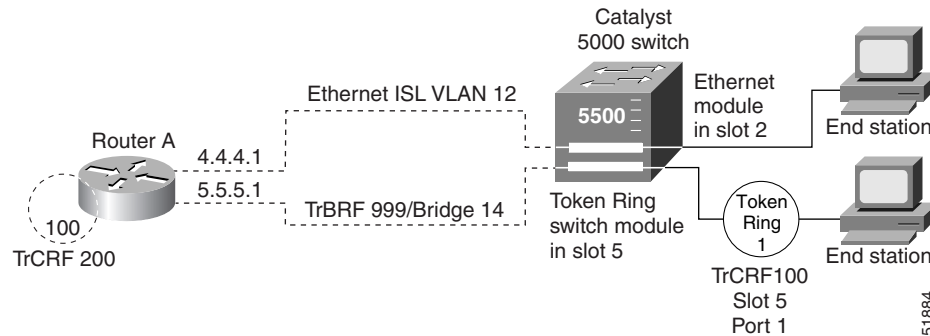 Catalyst
5000 switch
Ethernet ISL VLAN 12
Ethernet
module
in slot 2
5500
End station
Router A
4.4.4.1
5.5.5.1
100
TrCRF 200
TrBRF 999/Bridge 14
Token Ring
switch module
in slot 5
Token
Ring
1
TrCRF100
Slot 5
Port 1
End station
51884